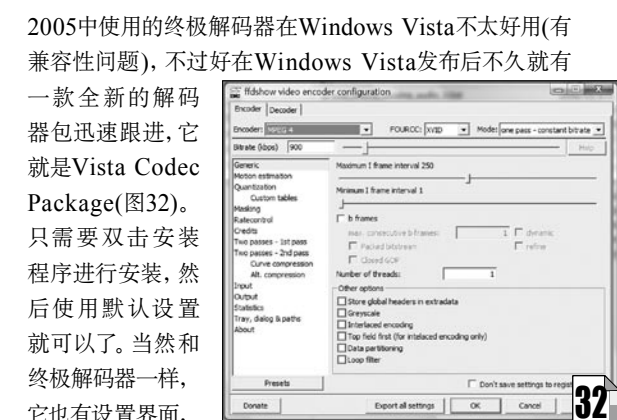 2005中使用的终极解码器在Windows Vista不太好用(有
兼容性问题), 不过好在Windows Vista发布后不久就有
一款全新的解码
器包迅速跟进, 它
就是Vista Codec
Package(图32)。
只需要双击安装
程序进行安装, 然
后使用默认设置
就可以了。当然和
终极解码器一样,
它也有设置界面,
ffdshow video encoder configuration
Encoder Decoder
Encoder: MPEG 4 FOURCC: XVID Mode: one pass - constant bitrate
Bitrate (kbps) 900 Help
Generic
Motion estimation
Quantization
Custom tables
Masking
Ratecontrol
Credits
Two passes - 1st pass
Two passes - 2nd pass
Curve compression
Alt. compression
Input
Output
Statistics
Tray, dialog & paths
About
Maximum I frame interval 250
Minimum I frame interval 1
b frames
max. consecutive b-frames: 1 dynamic
Packed bitstream refine
Closed GOP
Number of threads: 1
Other options
Store global headers in extradata
Greyscale
Interlaced encoding
Top field first (for intelaced encoding only)
Data partitioning
Loop filter
Presets Don't save settings to regist
Donate Export all settings OK Cancel
32